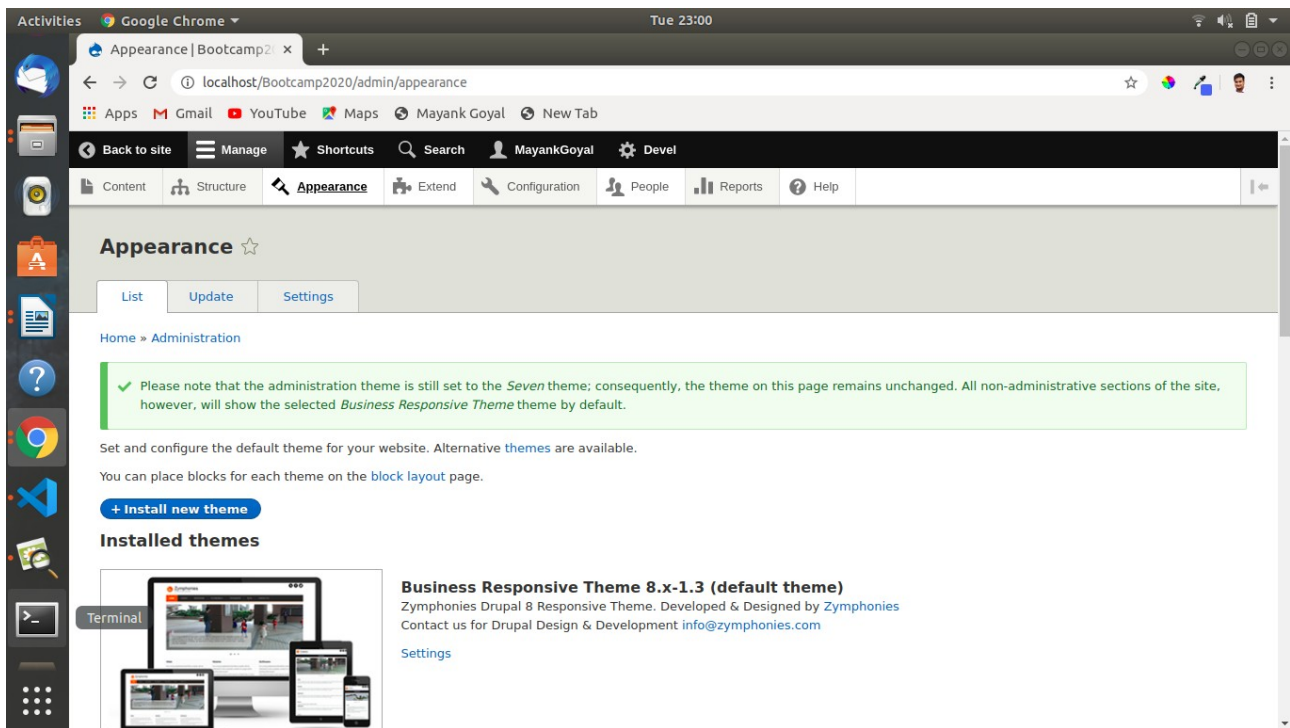 Activities Google Chrome Tue 23:00
Appearance | Bootcamp2
localhost/Bootcamp2020/admin/appearance
Apps Gmail YouTube Maps Mayank Goyal New Tab
Back to site Manage Shortcuts Search MayankGoyal Devel
Content Structure Appearance Extend Configuration People Reports Help
Appearance
List Update Settings
Home » Administration
Please note that the administration theme is still set to the Seven theme; consequently, the theme on this page remains unchanged. All non-administrative sections of the site,
however, will show the selected Business Responsive Theme theme by default.
Set and configure the default theme for your website. Alternative themes are available.
You can place blocks for each theme on the block layout page.
+ Install new theme
Installed themes
Business Responsive Theme 8.x-1.3 (default theme)
Zymphonies Drupal 8 Responsive Theme. Developed & Designed by Zymphonies
Contact us for Drupal Design & Development info@zymphonies.com
Settings
Terminal